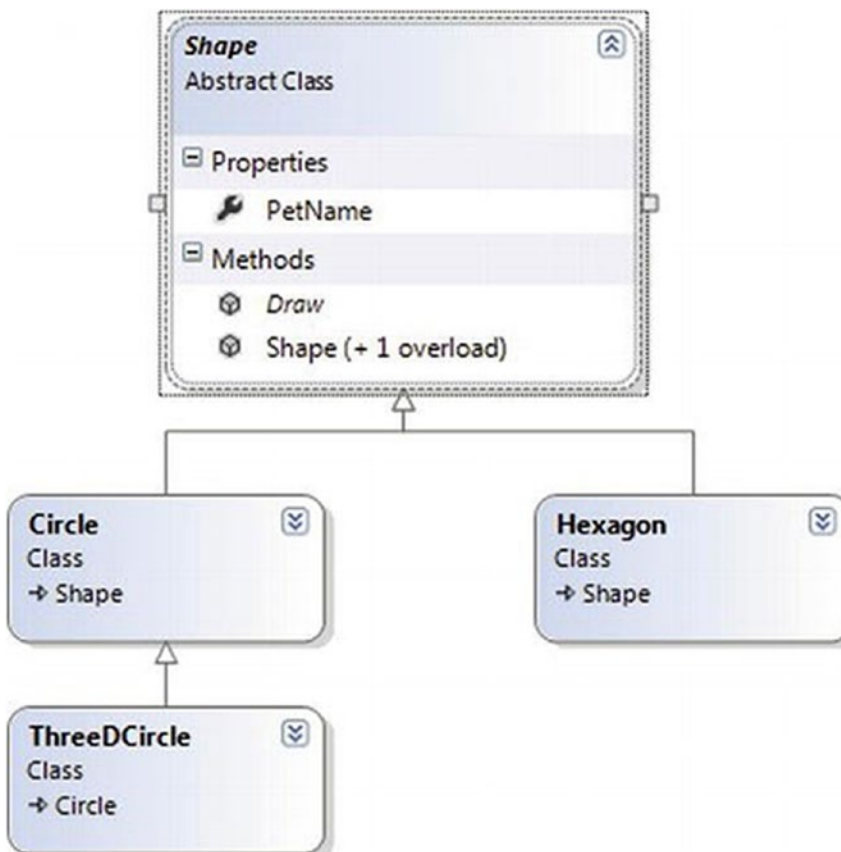 Shape
Abstract Class
Properties
PetName
Methods
Draw
Shape (+ 1 overload)
Circle
Class
Shape
Hexagon
Class
Shape
ThreeDCircle
Class
Circle